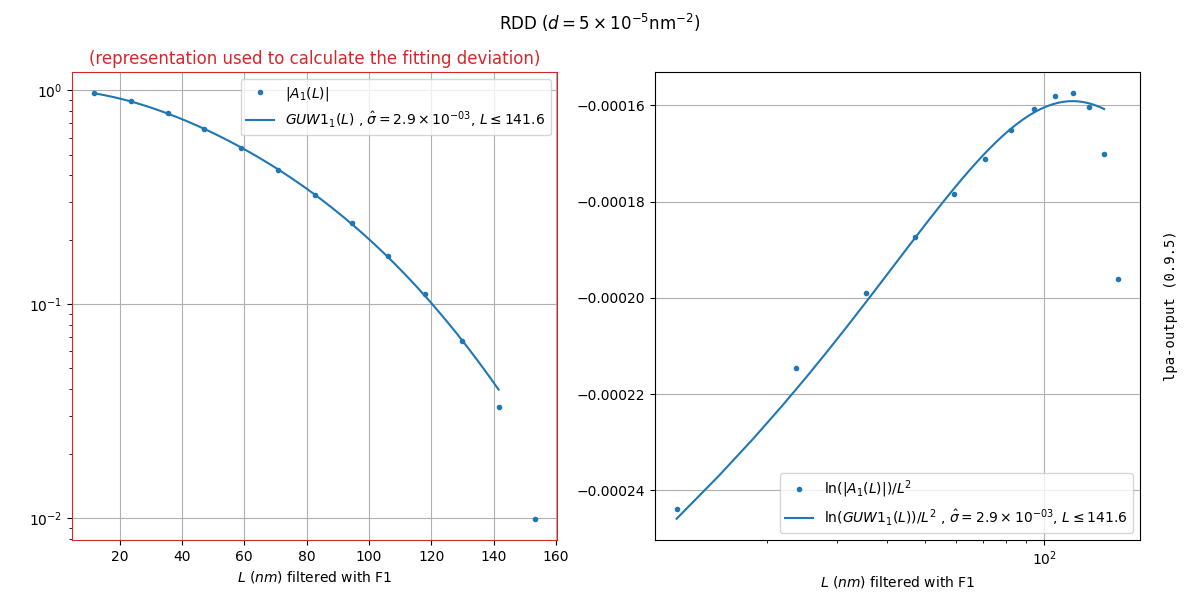 RDD (d = 5 × 10⁻⁵nm⁻²)
(representation used to calculate the fitting deviation)
10⁰
10⁻¹
10⁻²
|A₁(L)|
GUW1₁(L) , σ̂ = 2.9 × 10⁻⁰³, L ≤ 141.6
20 40 60 80 100 120 140 160
L (nm) filtered with F1
−0.00016
−0.00018
−0.00020
−0.00022
−0.00024
ln(|A₁(L)|)/L²
ln(GUW1₁(L))/L² , σ̂ = 2.9 × 10⁻⁰³, L ≤ 141.6
10²
L (nm) filtered with F1
lpa-output (0.9.5)